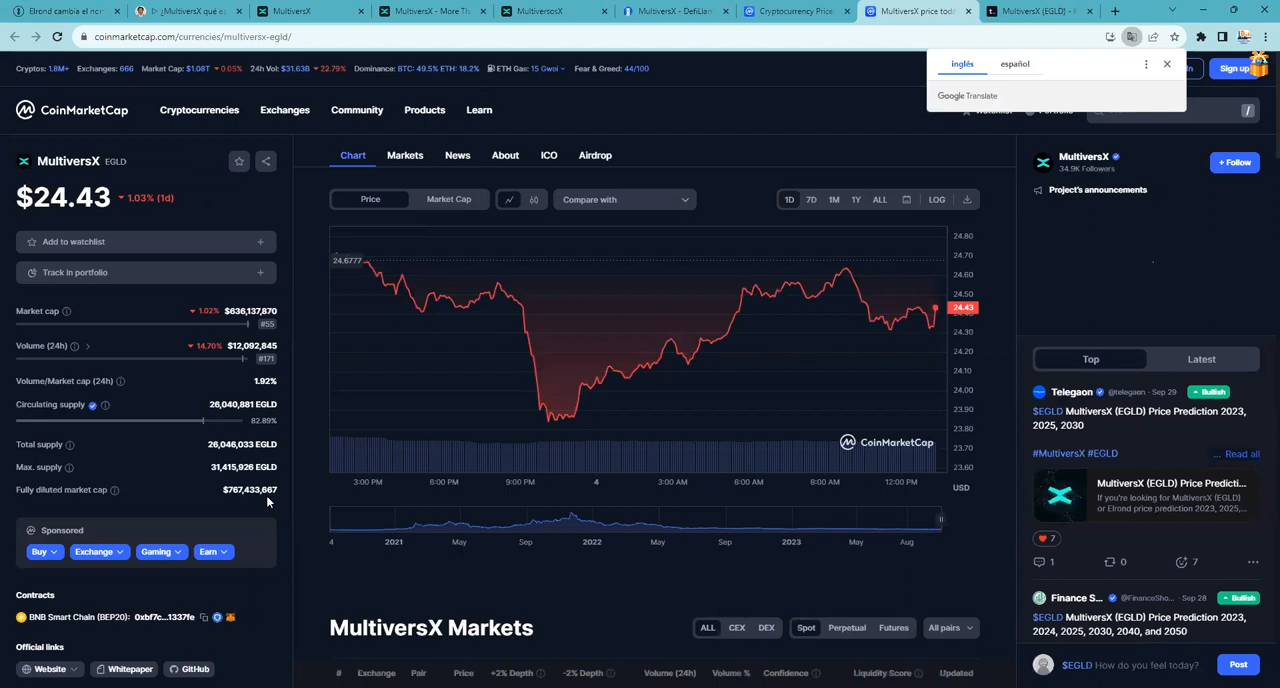 Elrond cambia el nom
¿MultiversX qué es
MultiversX
MultiversX - More Tha
MultiversosX
MultiversX - DefiLlam
Cryptocurrency Price
MultiversX price toda
MultiversX (EGLD) - P
coinmarketcap.com/currencies/multiversx-egld/
Cryptos: 1.8M+ Exchanges: 666 Market Cap: $1.08T 0.05% 24h Vol: $31.63B 22.79% Dominance: BTC: 49.5% ETH: 18.2% ETH Gas: 15 Gwei Fear & Greed: 44/100
inglés español
Google Translate
Sign up
CoinMarketCap
Cryptocurrencies Exchanges Community Products Learn
/
MultiversX EGLD
$24.43 1.03% (1d)
Add to watchlist +
Track in portfolio +
Market cap 1.02% $636,137,870
#55
Volume (24h) 14.70% $12,092,845
#171
Volume/Market cap (24h) 1.92%
Circulating supply 26,040,881 EGLD
82.89%
Total supply 26,046,033 EGLD
Max. supply 31,415,926 EGLD
Fully diluted market cap $767,433,667
Sponsored
Buy Exchange Gaming Earn
Contracts
BNB Smart Chain (BEP20): 0xbf7c...1337fe
Official links
Website Whitepaper GitHub
Chart Markets News About ICO Airdrop
Price Market Cap Compare with 1D 7D 1M 1Y ALL LOG
24.6777
24.80
24.70
24.60
24.50
24.43
24.40
24.30
24.20
24.10
24.00
23.90
23.80
23.70
23.60
CoinMarketCap
3:00 PM 6:00 PM 9:00 PM 4 3:00 AM 6:00 AM 9:00 AM 12:00 PM USD
4 2021 May Sep 2022 May Sep 2023 May Aug
MultiversX Markets
ALL CEX DEX Spot Perpetual Futures All pairs
# Exchange Pair Price +2% Depth -2% Depth Volume (24h) Volume % Confidence Liquidity Score Updated
MultiversX
34.9K Followers
+ Follow
Project's announcements
Top Latest
Telegaon @telegaon · Sep 29 Bullish
$EGLD MultiversX (EGLD) Price Prediction 2023,
2025, 2030
#MultiversX #EGLD ... Read all
MultiversX (EGLD) Price Predicti...
If you're looking for MultiversX (EGLD)
or Elrond price prediction 2023, 2025,
2030...
7
1 0 7
Finance S... @FinanceSho... · Sep 28 Bullish
$EGLD MultiversX (EGLD) Price Prediction 2023,
2024, 2025, 2030, 2040, and 2050
$EGLD How do you feel today? Post